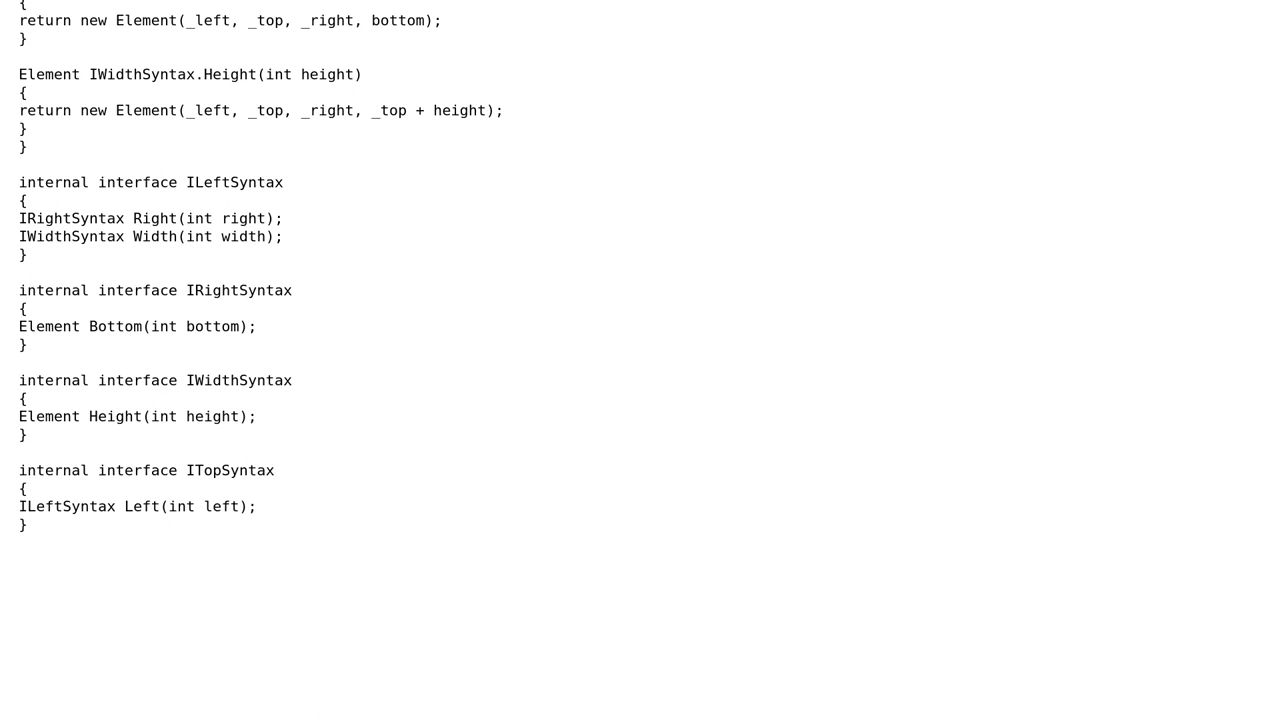 {
return new Element(_left, _top, _right, bottom);
}

Element IWidthSyntax.Height(int height)
{
return new Element(_left, _top, _right, _top + height);
}
}

internal interface ILeftSyntax
{
IRightSyntax Right(int right);
IWidthSyntax Width(int width);
}

internal interface IRightSyntax
{
Element Bottom(int bottom);
}

internal interface IWidthSyntax
{
Element Height(int height);
}

internal interface ITopSyntax
{
ILeftSyntax Left(int left);
}